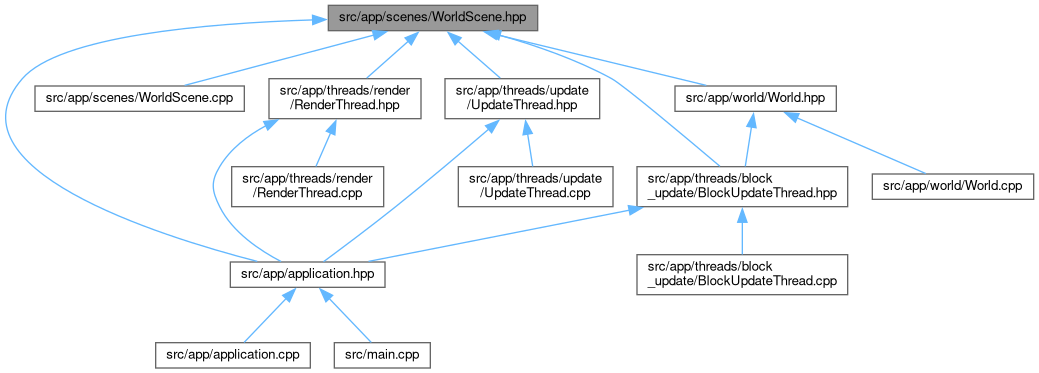 src/app/scenes/WorldScene.hpp
src/app/scenes/WorldScene.cpp
src/app/threads/render
/RenderThread.hpp
src/app/threads/update
/UpdateThread.hpp
src/app/world/World.hpp
src/app/threads/render
/RenderThread.cpp
src/app/threads/update
/UpdateThread.cpp
src/app/threads/block
_update/BlockUpdateThread.hpp
src/app/world/World.cpp
src/app/application.hpp
src/app/threads/block
_update/BlockUpdateThread.cpp
src/app/application.cpp
src/main.cpp